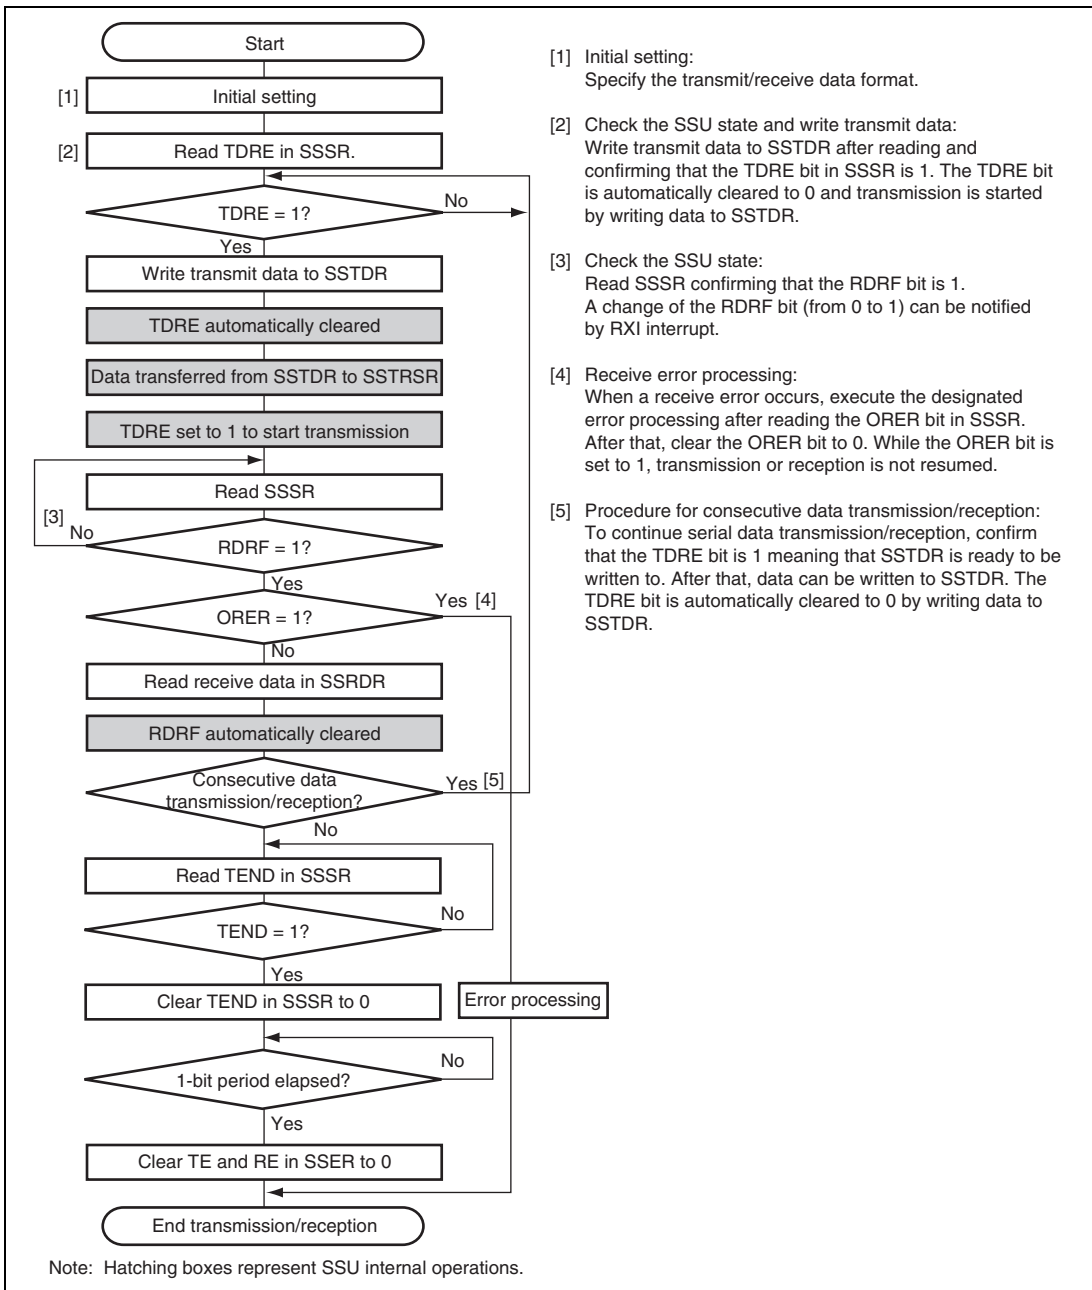 Start
[1] Initial setting
[2] Read TDRE in SSSR.
TDRE = 1?
No
Yes
Write transmit data to SSTDR
TDRE automatically cleared
Data transferred from SSTDR to SSTRSR
TDRE set to 1 to start transmission
Read SSSR
[3]
No
RDRF = 1?
Yes
ORER = 1?
Yes [4]
No
Read receive data in SSRDR
RDRF automatically cleared
Consecutive data
transmission/reception?
Yes [5]
No
Read TEND in SSSR
TEND = 1?
No
Yes
Clear TEND in SSSR to 0
Error processing
1-bit period elapsed?
No
Yes
Clear TE and RE in SSER to 0
End transmission/reception
[1] Initial setting:
Specify the transmit/receive data format.
[2] Check the SSU state and write transmit data:
Write transmit data to SSTDR after reading and
confirming that the TDRE bit in SSSR is 1. The TDRE bit
is automatically cleared to 0 and transmission is started
by writing data to SSTDR.
[3] Check the SSU state:
Read SSSR confirming that the RDRF bit is 1.
A change of the RDRF bit (from 0 to 1) can be notified
by RXI interrupt.
[4] Receive error processing:
When a receive error occurs, execute the designated
error processing after reading the ORER bit in SSSR.
After that, clear the ORER bit to 0. While the ORER bit is
set to 1, transmission or reception is not resumed.
[5] Procedure for consecutive data transmission/reception:
To continue serial data transmission/reception, confirm
that the TDRE bit is 1 meaning that SSTDR is ready to be
written to. After that, data can be written to SSTDR. The
TDRE bit is automatically cleared to 0 by writing data to
SSTDR.
Note: Hatching boxes represent SSU internal operations.